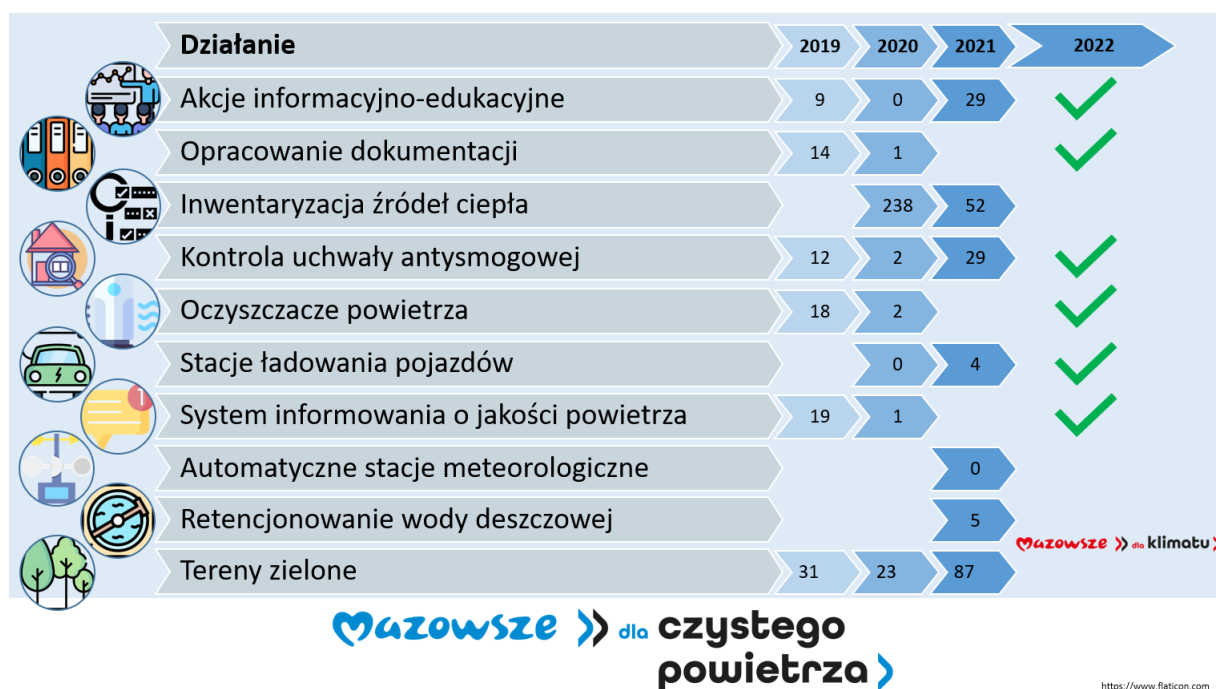 Działanie 2019 2020 2021 2022
Akcje informacyjno-edukacyjne 9 0 29
Opracowanie dokumentacji 14 1
Inwentaryzacja źródeł ciepła 238 52
Kontrola uchwały antysmogowej 12 2 29
Oczyszczacze powietrza 18 2
Stacje ładowania pojazdów 0 4
1
System informowania o jakości powietrza 19 1
Automatyczne stacje meteorologiczne 0
Retencjonowanie wody deszczowej 5
mazowsze dla klimatu
Tereny zielone 31 23 87
mazowsze dla czystego
powietrza
https://www.flaticon.com